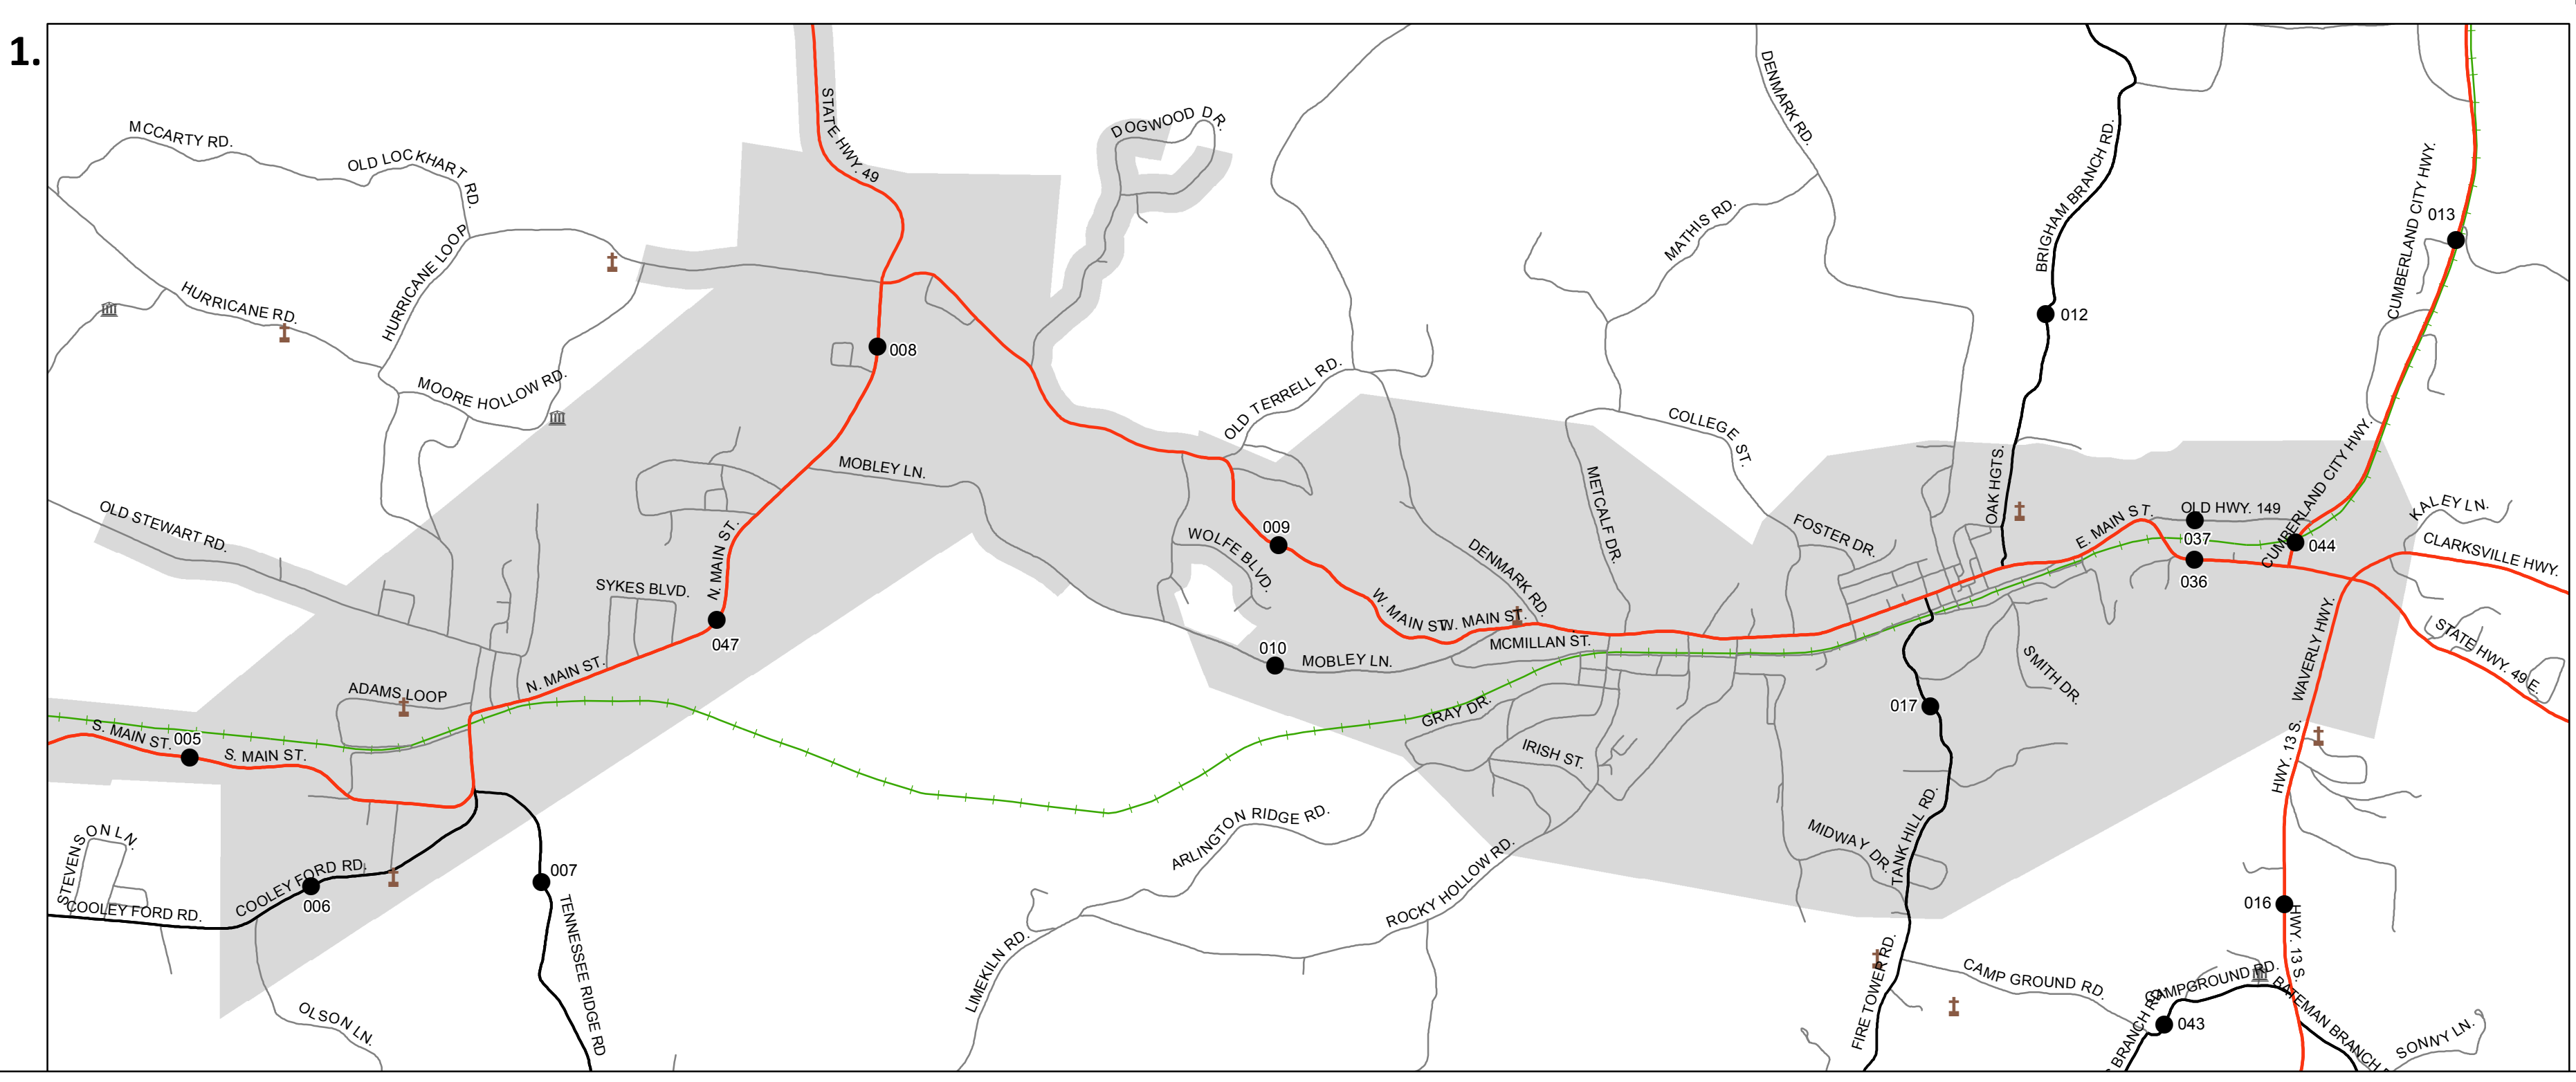 1.
STATE HWY. 49
MCCARTY RD.
OLD LOCKHART RD.
DOGWOOD DR.
DENMARK RD.
BRIGHAM BRANCH RD.
CUMBERLAND CITY HWY.
013
MATHIS RD.
HURRICANE LOOP
HURRICANE RD.
012
008
MOORE HOLLOW RD.
OLD TERRELL RD.
COLLEGE ST.
MOBLEY LN.
METCALF DR.
OAK HGTS.
CUMBERLAND CITY HWY.
OLD STEWART RD.
N. MAIN ST.
009
WOLFE BLVD.
DENMARK RD.
FOSTER DR.
E. MAIN ST.
OLD HWY. 149
037
044
036
KALEY LN.
CLARKSVILLE HWY.
SYKES BLVD.
047
W. MAIN ST.
W. MAIN ST.
MCMILLAN ST.
010
MOBLEY LN.
SMITH DR.
WAVERLY HWY.
STATE HWY. 49 E.
N. MAIN ST.
ADAMS LOOP
S. MAIN ST.
005
S. MAIN ST.
GRAY DR.
IRISH ST.
017
HWY. 13 S.
ARLINGTON RIDGE RD.
MIDWAY DR.
TANK HILL RD.
STEVENSON LN.
COOLEY FORD RD.
COOLEY FORD RD.
006
007
TENNESSEE RIDGE RD
ROCKY HOLLOW RD.
LIMEKILN RD.
016
HWY. 13 S.
OLSON LN.
FIRE TOWER RD.
CAMP GROUND RD.
CAMPGROUND RD.
BRANCH RD.
043
BATEMAN BRANCH
SONNY LN.